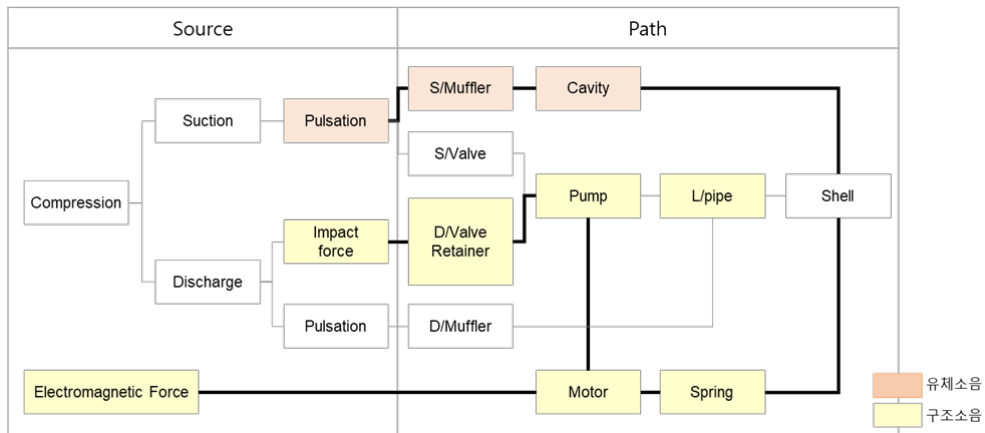 Source
Path
S/Muffler
Cavity
Suction
Pulsation
S/Valve
Compression
Pump
L/pipe
Shell
Impact
force
D/Valve
Retainer
Discharge
Pulsation
D/Muffler
Electromagnetic Force
Motor
Spring
유체소음
구조소음